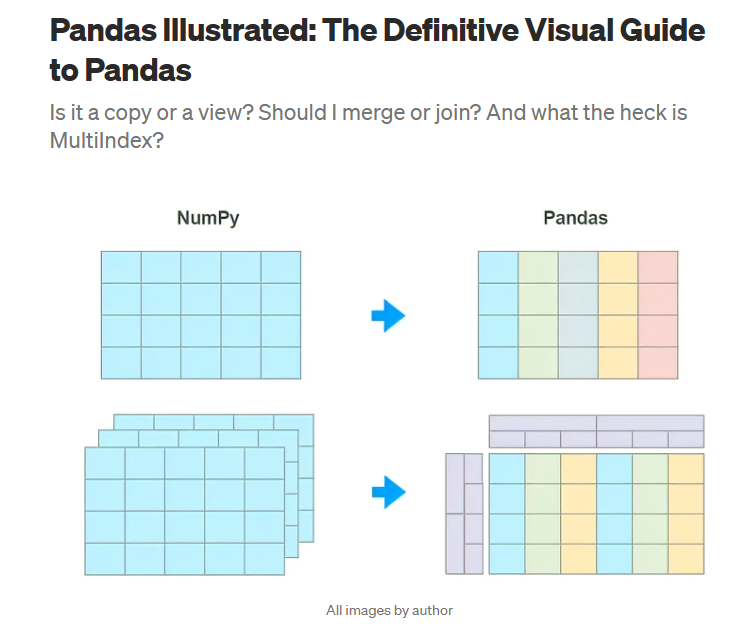 Pandas Illustrated: The Definitive Visual Guide
to Pandas
Is it a copy or a view? Should I merge or join? And what the heck is
MultiIndex?
NumPy
Pandas
All images by author